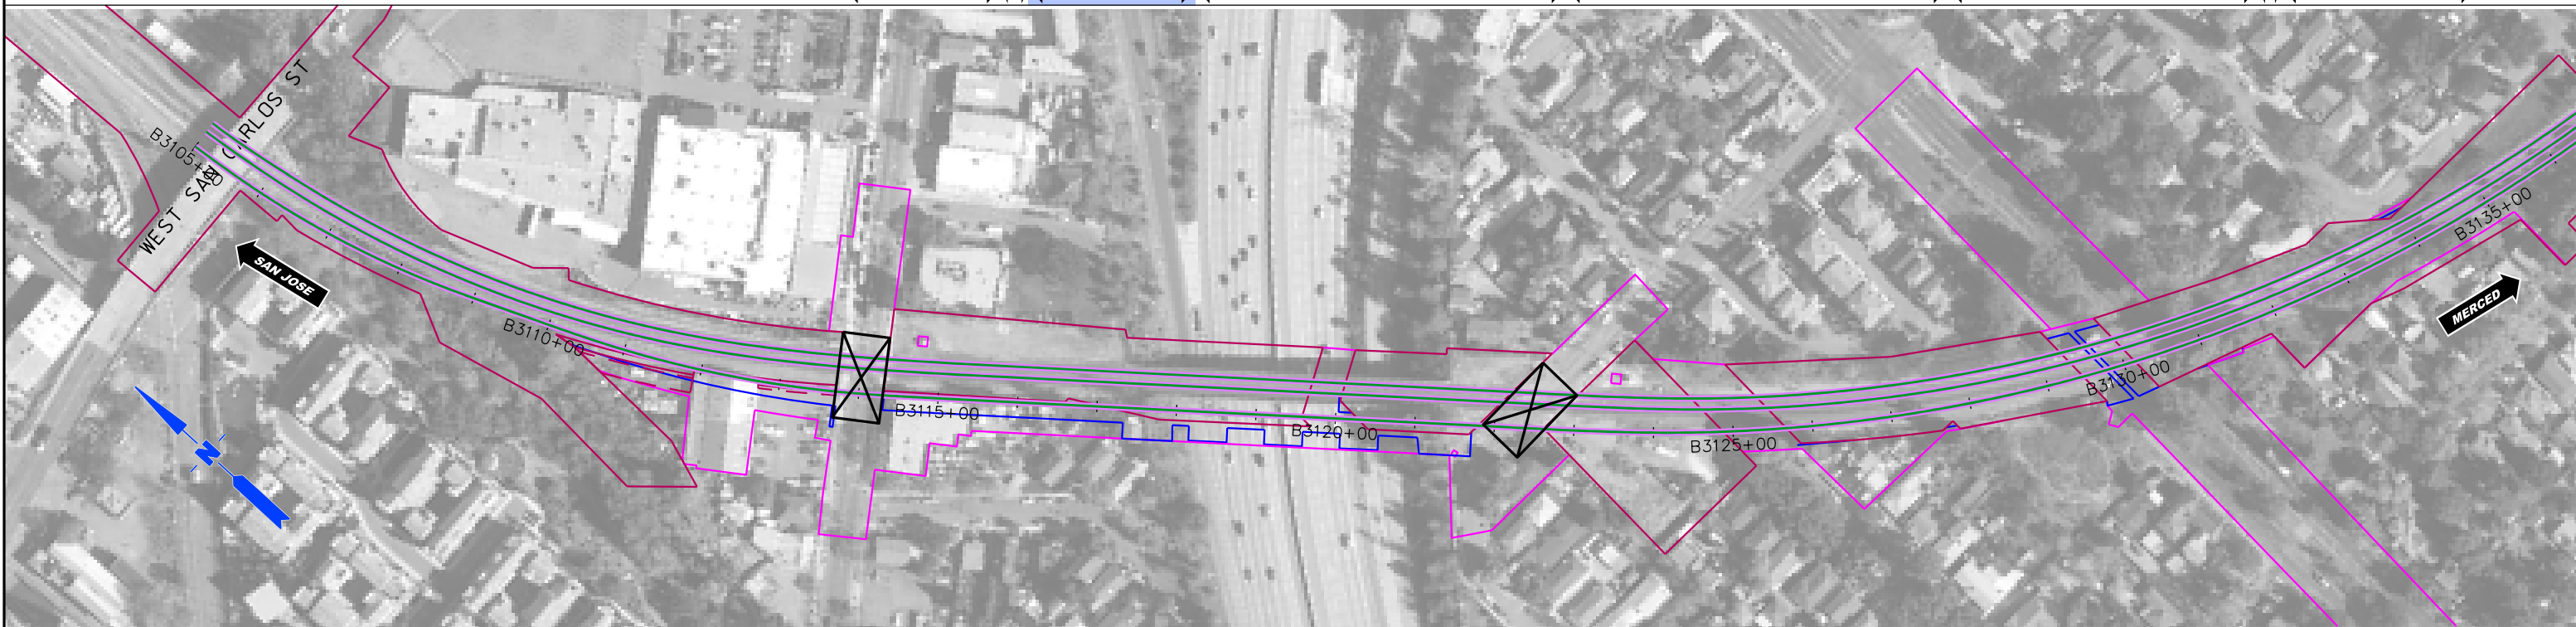 WEST SAN CARLOS ST
B3105+00
SAN JOSE
N
B3110+00
B3115+00
B3120+00
B3125+00
B3130+00
B3135+00
MERCED